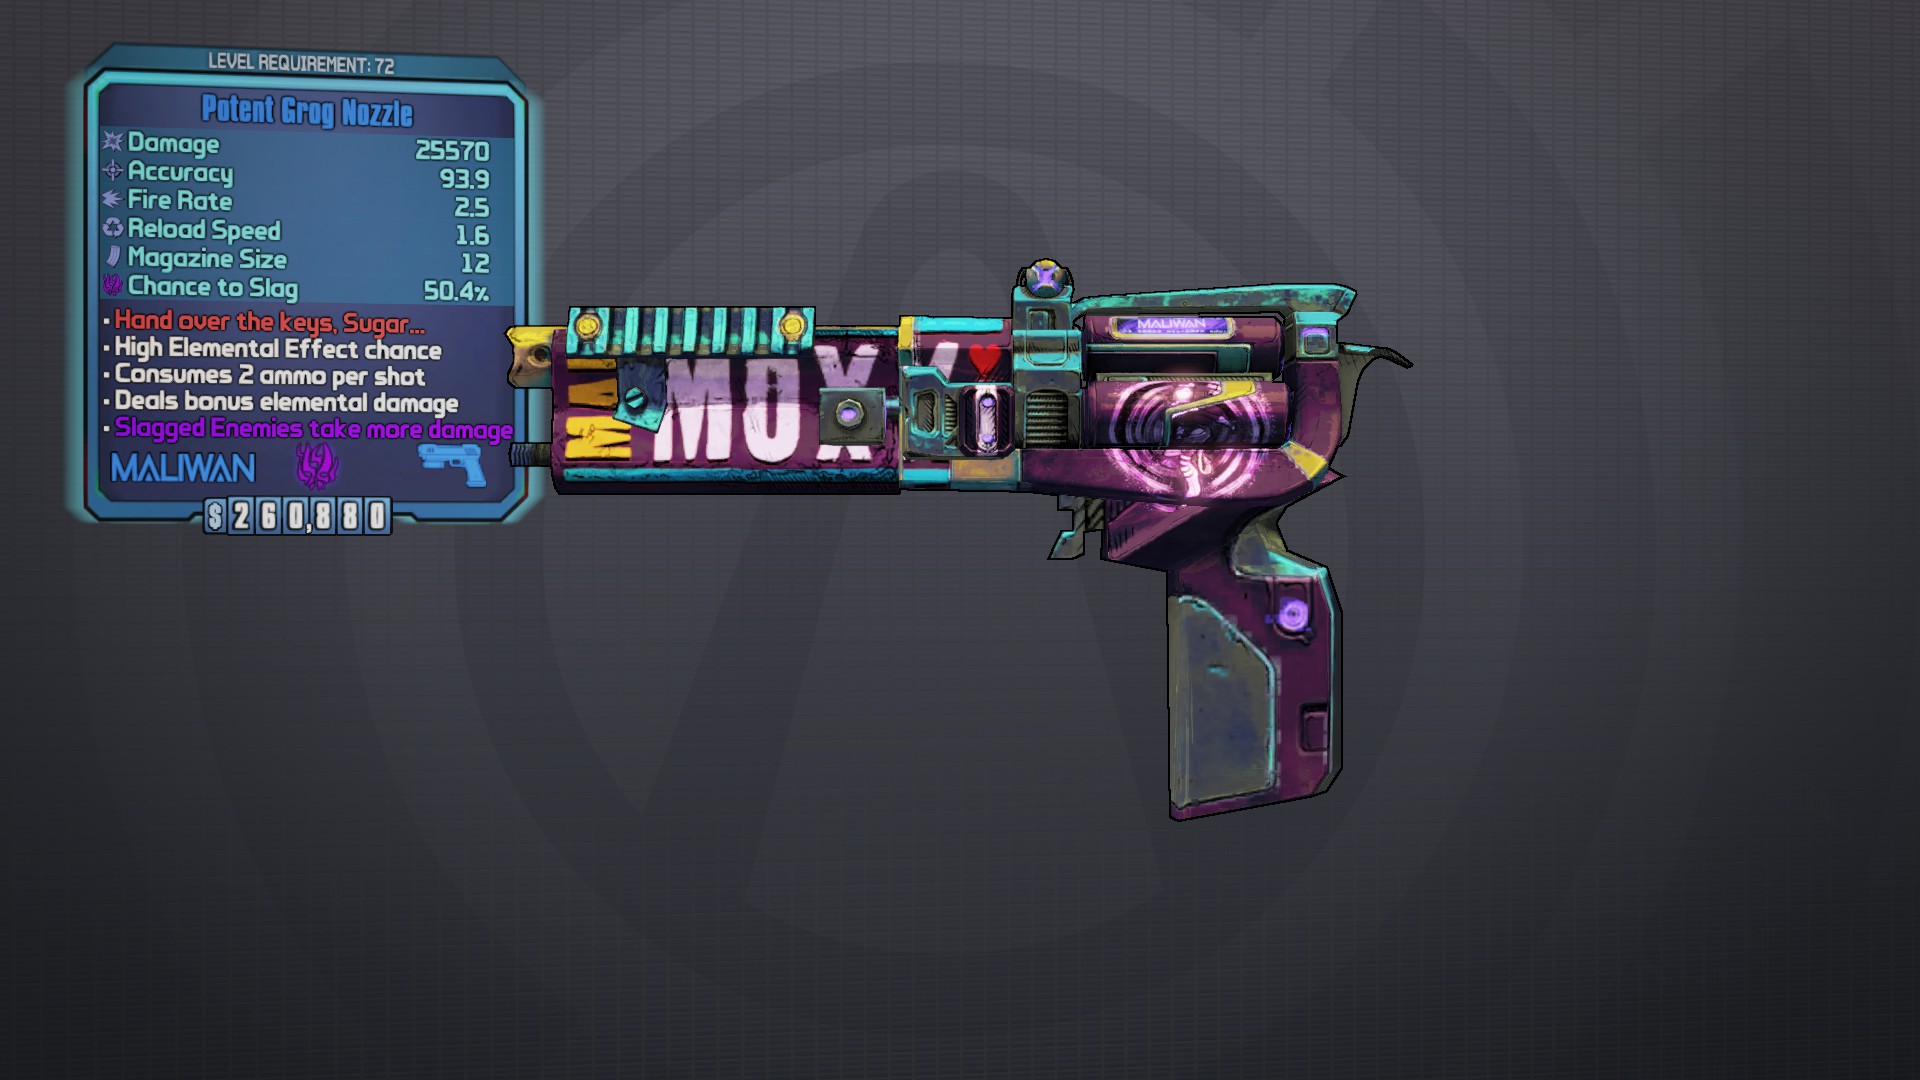 LEVEL REQUIREMENT: 72
Potent Grog Nozzle
Damage 25570
Accuracy 93.9
Fire Rate 2.5
Reload Speed 1.6
Magazine Size 12
Chance to Slag 50.4%
• Hand over the keys, Sugar...
• High Elemental Effect chance
• Consumes 2 ammo per shot
• Deals bonus elemental damage
• Slagged Enemies take more damage
MALIWAN
$260,880
MALIWAN
MOX